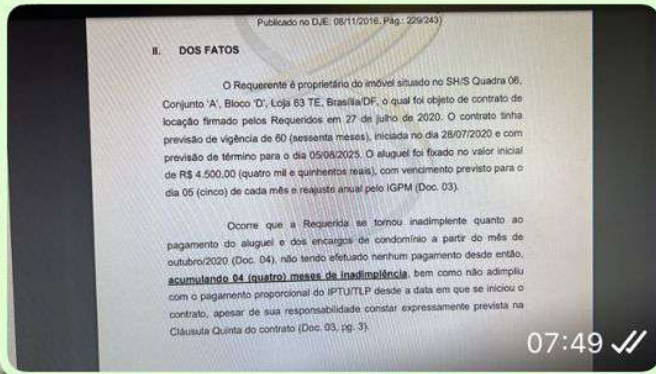 Publicado no DJE: 08/11/2016. Pág.: 229/243)
II. DOS FATOS
O Requerente é proprietário do imóvel situado no SH/S Quadra 06,
Conjunto 'A', Bloco 'D', Loja 63 TE, Brasília/DF, o qual foi objeto de contrato de
locação firmado pelos Requeridos em 27 de julho de 2020. O contrato tinha
previsão de vigência de 60 (sessenta meses), iniciada no dia 28/07/2020 e com
previsão de término para o dia 05/08/2025. O aluguel foi fixado no valor inicial
de R$ 4.500,00 (quatro mil e quinhentos reais), com vencimento previsto para o
dia 05 (cinco) de cada mês e reajuste anual pelo IGPM (Doc. 03).
Ocorre que a Requerida se tornou inadimplente quanto ao
pagamento do aluguel e dos encargos de condomínio a partir do mês de
outubro/2020 (Doc. 04), não tendo efetuado nenhum pagamento desde então,
acumulando 04 (quatro) meses de inadimplência, bem como não adimpliu
com o pagamento proporcional do IPTU/TLP desde a data em que se iniciou o
contrato, apesar de sua responsabilidade constar expressamente prevista na
Cláusula Quinta do contrato (Doc. 03, pg. 3).
07:49